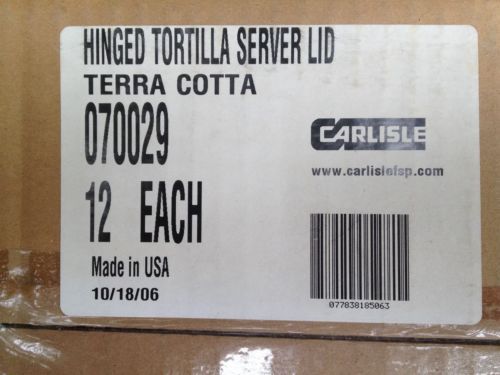 HINGED TORTILLA SERVER LID
TERRA COTTA
070029
CARLISLE
www.carlislefsp.com
12 EACH
Made in USA
10/18/06
077838185063